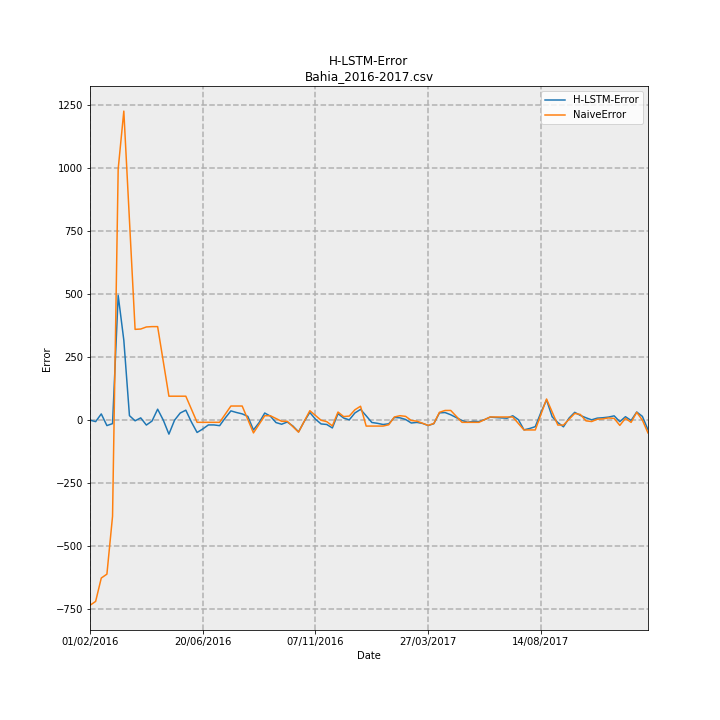 H-LSTM-Error
Bahia_2016-2017.csv
H-LSTM-Error
NaiveError
1250
1000
750
500
250
0
−250
−500
−750
Error
01/02/2016
20/06/2016
07/11/2016
27/03/2017
14/08/2017
Date